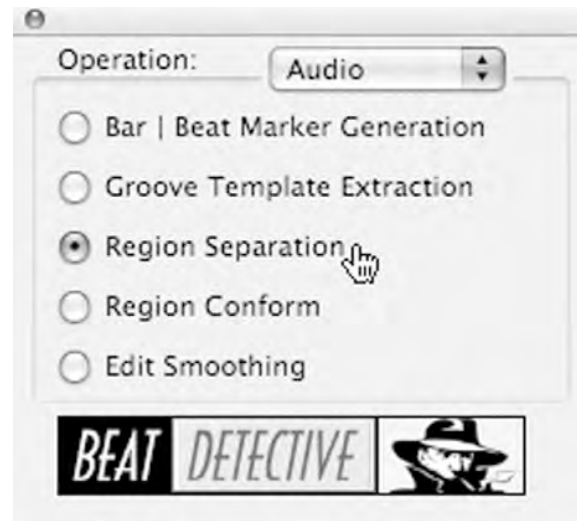 Operation: Audio
Bar | Beat Marker Generation
Groove Template Extraction
Region Separation
Region Conform
Edit Smoothing
BEAT DETECTIVE